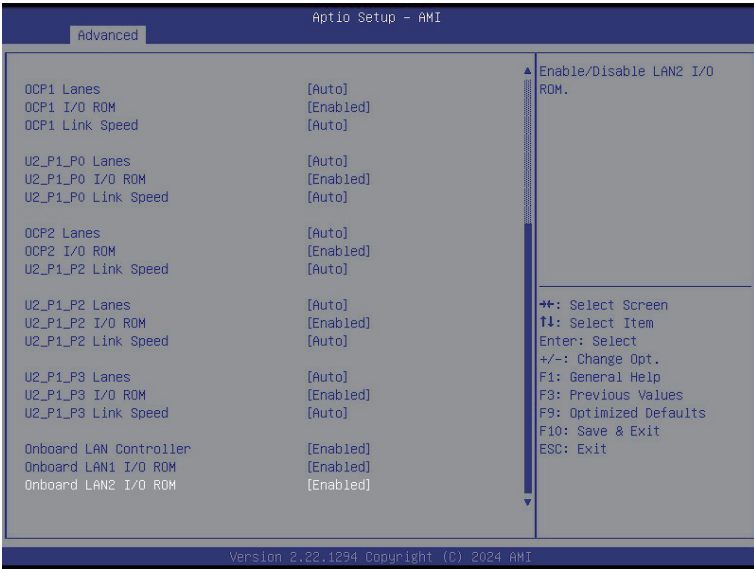 Aptio Setup – AMI
Advanced
OCP1 Lanes [Auto]
OCP1 I/O ROM [Enabled]
OCP1 Link Speed [Auto]
U2_P1_P0 Lanes [Auto]
U2_P1_P0 I/O ROM [Enabled]
U2_P1_P0 Link Speed [Auto]
OCP2 Lanes [Auto]
OCP2 I/O ROM [Enabled]
U2_P1_P2 Link Speed [Auto]
U2_P1_P2 Lanes [Auto]
U2_P1_P2 I/O ROM [Enabled]
U2_P1_P2 Link Speed [Auto]
U2_P1_P3 Lanes [Auto]
U2_P1_P3 I/O ROM [Enabled]
U2_P1_P3 Link Speed [Auto]
Onboard LAN Controller [Enabled]
Onboard LAN1 I/O ROM [Enabled]
Onboard LAN2 I/O ROM [Enabled]
Enable/Disable LAN2 I/O
ROM.
→←: Select Screen
↑↓: Select Item
Enter: Select
+/-: Change Opt.
F1: General Help
F3: Previous Values
F9: Optimized Defaults
F10: Save & Exit
ESC: Exit
Version 2.22.1294 Copyright (C) 2024 AMI